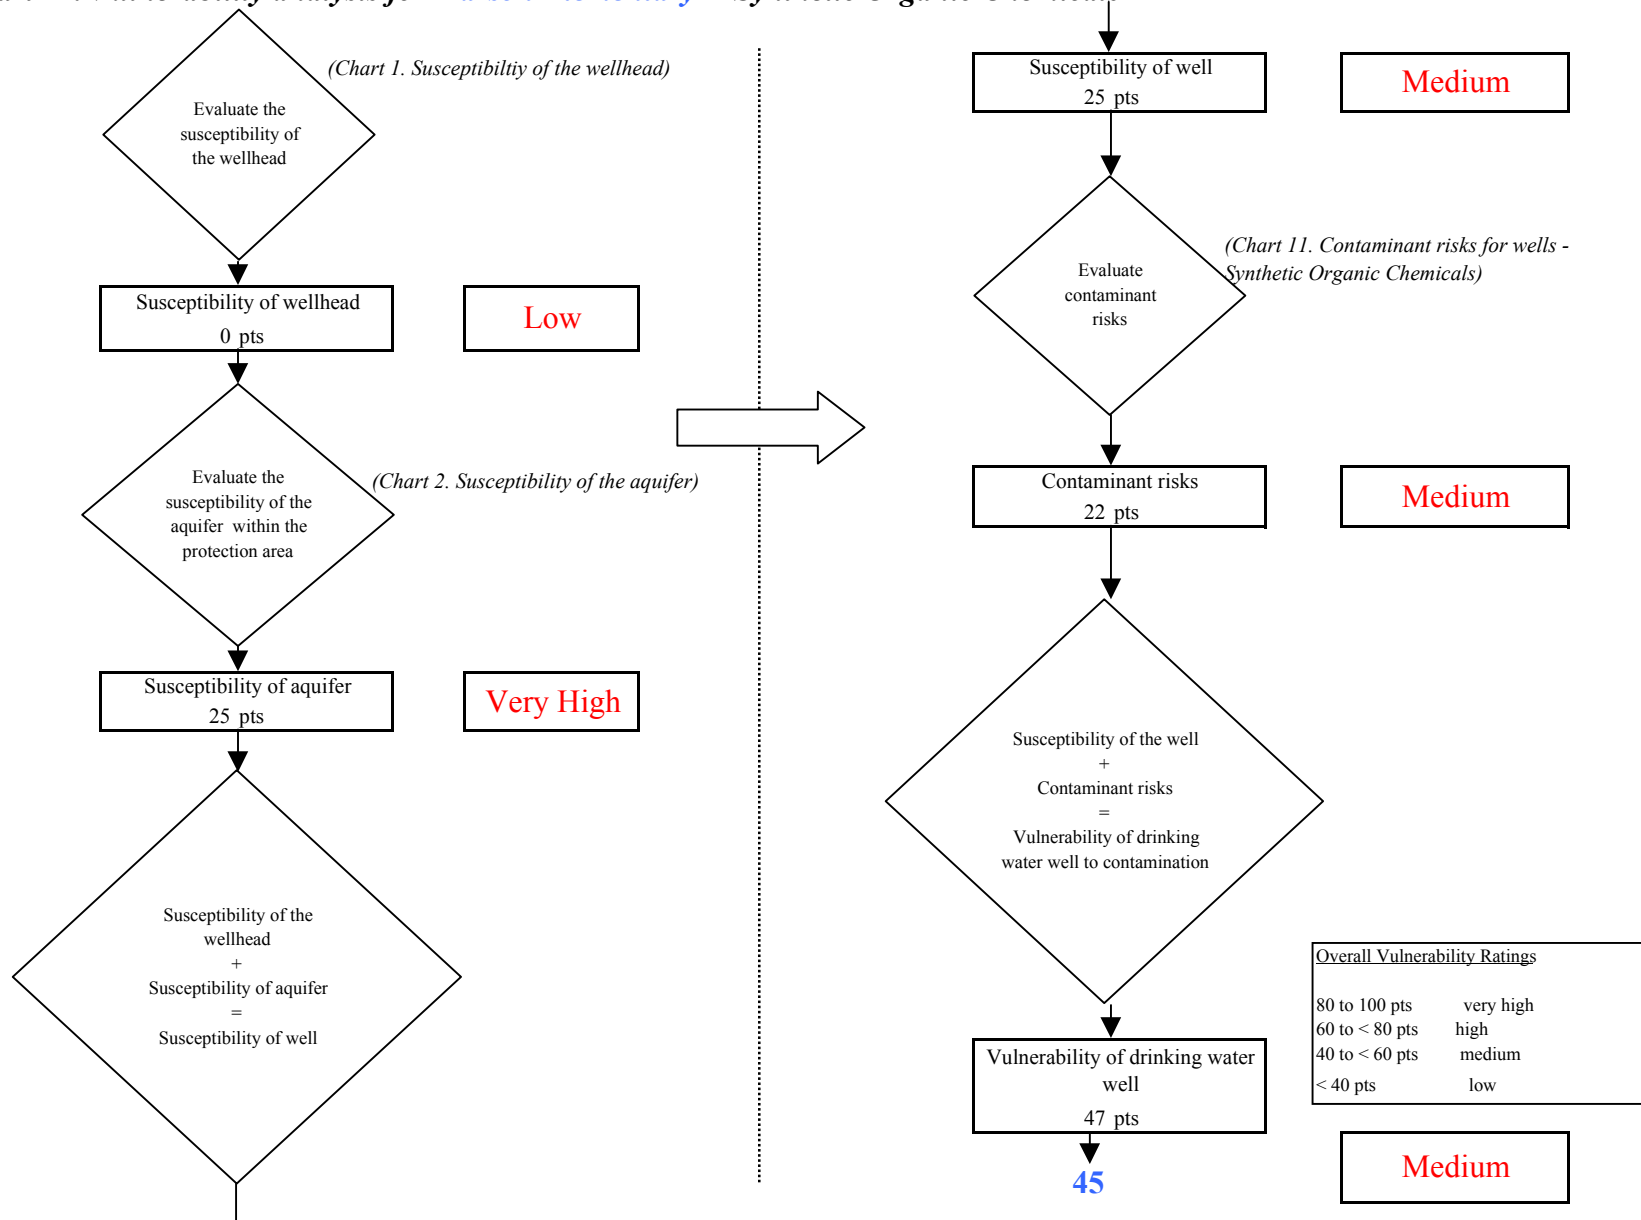 (Chart 1. Susceptibiltiy of the wellhead)
Evaluate the
susceptibility of
the wellhead
Susceptibility of wellhead
0 pts
Low
Evaluate the
susceptibility of the
aquifer within the
protection area
(Chart 2. Susceptibility of the aquifer)
Susceptibility of aquifer
25 pts
Very High
Susceptibility of the
wellhead
+
Susceptibility of aquifer
=
Susceptibility of well
Susceptibility of well
25 pts
Medium
Evaluate
contaminant
risks
(Chart 11. Contaminant risks for wells -
Synthetic Organic Chemicals)
Contaminant risks
22 pts
Medium
Susceptibility of the well
+
Contaminant risks
=
Vulnerability of drinking
water well to contamination
Overall Vulnerability Ratings
80 to 100 pts very high
60 to < 80 pts high
40 to < 60 pts medium
< 40 pts low
Vulnerability of drinking water
well
47 pts
45
Medium